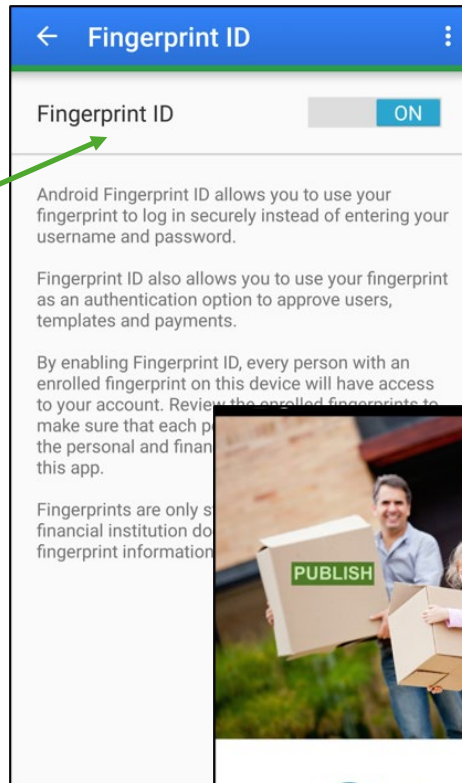 Fingerprint ID
Fingerprint ID
ON
Android Fingerprint ID allows you to use your
fingerprint to log in securely instead of entering your
username and password.
Fingerprint ID also allows you to use your fingerprint
as an authentication option to approve users,
templates and payments.
By enabling Fingerprint ID, every person with an
enrolled fingerprint on this device will have access
to your account. Review the enrolled fingerprints to
make sure that each
the personal and
this app.
Fingerprints are only
financial institution
fingerprint information
PUBLISH